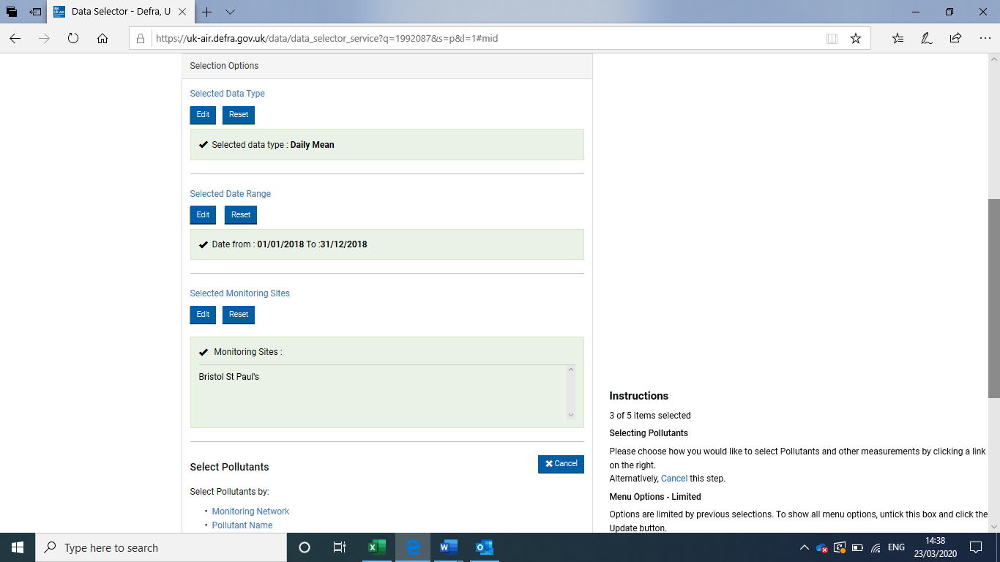 Data Selector - Defra, U
https://uk-air.defra.gov.uk/data/data_selector_service?q=1992087&s=p&l=1#mid
Selection Options
Selected Data Type
Edit Reset
Selected data type : Daily Mean
Selected Date Range
Edit Reset
Date from : 01/01/2018 To :31/12/2018
Selected Monitoring Sites
Edit Reset
Monitoring Sites :
Bristol St Paul's
Select Pollutants
Cancel
Select Pollutants by:
• Monitoring Network
• Pollutant Name
Instructions
3 of 5 items selected
Selecting Pollutants
Please choose how you would like to select Pollutants and other measurements by clicking a link
on the right.
Alternatively, Cancel this step.
Menu Options - Limited
Options are limited by previous selections. To show all menu options, untick this box and click the
Update button.
Type here to search
ENG
14:38
23/03/2020